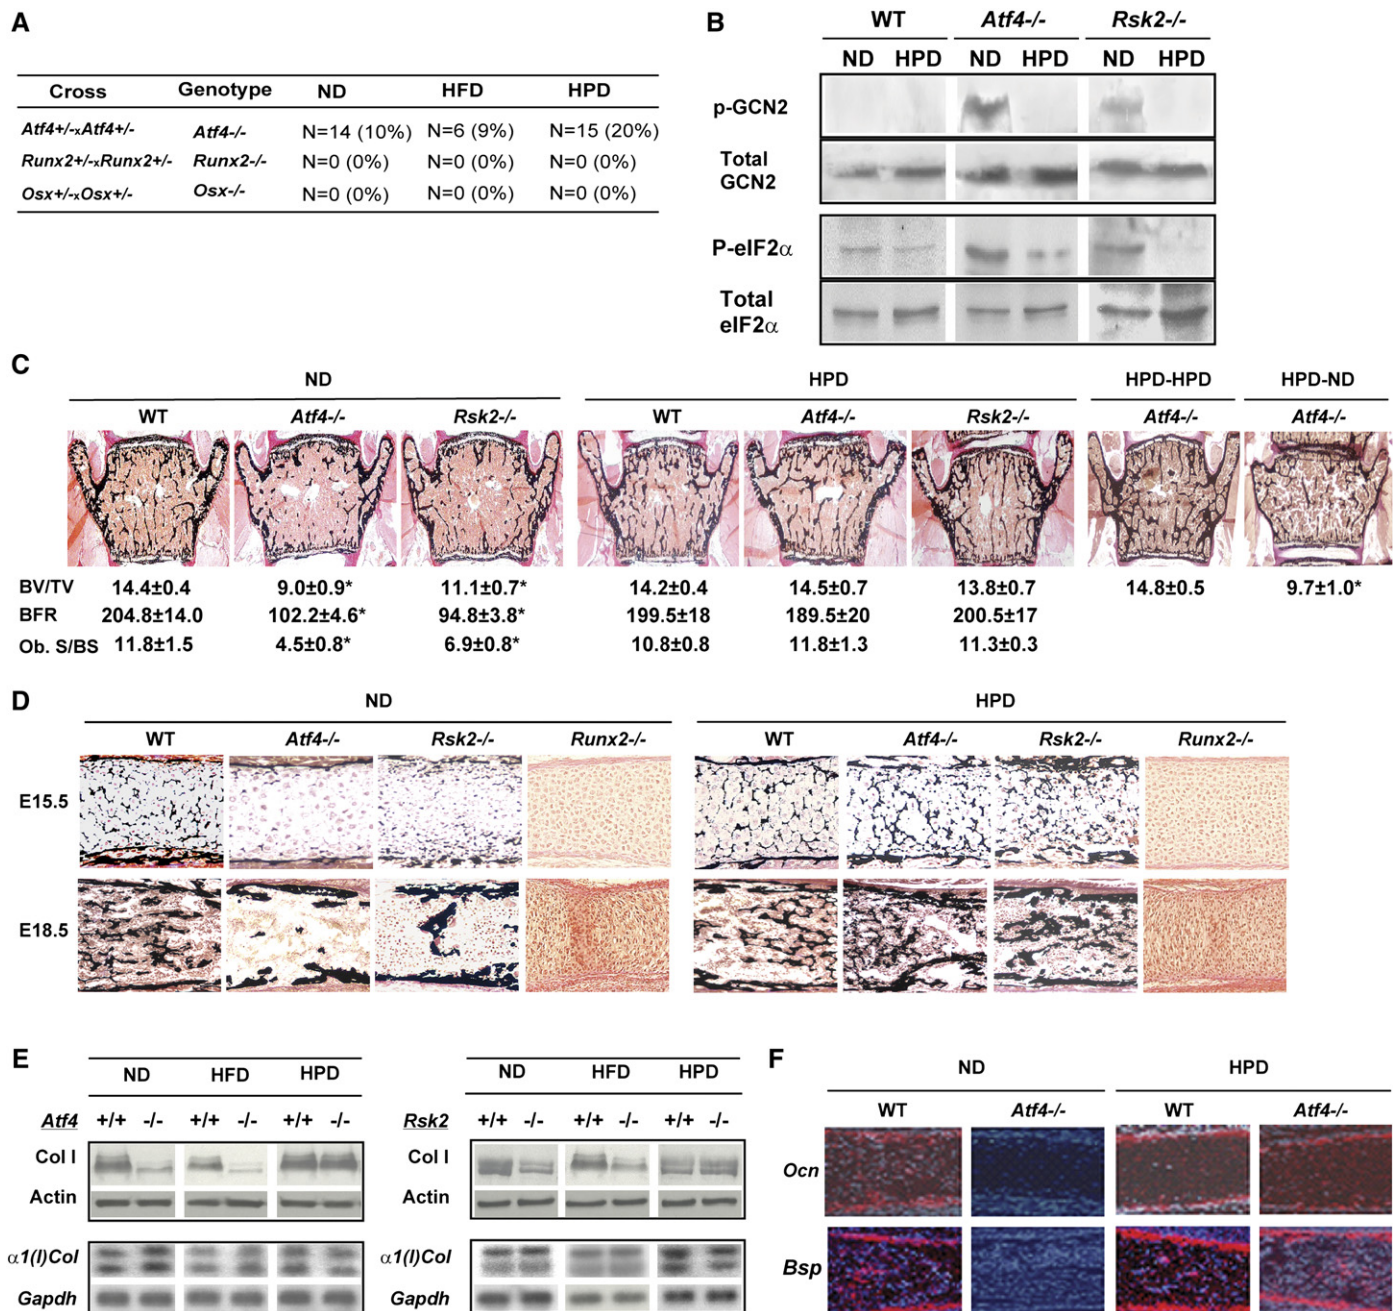 A
Cross Genotype ND HFD HPD
Atf4+/-xAtf4+/- Atf4-/- N=14 (10%) N=6 (9%) N=15 (20%)
Runx2+/-xRunx2+/- Runx2-/- N=0 (0%) N=0 (0%) N=0 (0%)
Osx+/-xOsx+/- Osx-/- N=0 (0%) N=0 (0%) N=0 (0%)
B
WT Atf4-/- Rsk2-/-
ND HPD ND HPD ND HPD
p-GCN2
Total
GCN2
P-eIF2α
Total
eIF2α
C
ND HPD HPD-HPD HPD-ND
WT Atf4-/- Rsk2-/- WT Atf4-/- Rsk2-/- Atf4-/- Atf4-/-
BV/TV 14.4±0.4 9.0±0.9* 11.1±0.7* 14.2±0.4 14.5±0.7 13.8±0.7 14.8±0.5 9.7±1.0*
BFR 204.8±14.0 102.2±4.6* 94.8±3.8* 199.5±18 189.5±20 200.5±17
Ob. S/BS 11.8±1.5 4.5±0.8* 6.9±0.8* 10.8±0.8 11.8±1.3 11.3±0.3
D
ND HPD
WT Atf4-/- Rsk2-/- Runx2-/- WT Atf4-/- Rsk2-/- Runx2-/-
E15.5
E18.5
E
ND HFD HPD
Atf4 +/+ -/- +/+ -/- +/+ -/-
Col I
Actin
α1(I)Col
Gapdh
ND HFD HPD
Rsk2 +/+ -/- +/+ -/- +/+ -/-
Col I
Actin
α1(I)Col
Gapdh
F
ND HPD
WT Atf4-/- WT Atf4-/-
Ocn
Bsp